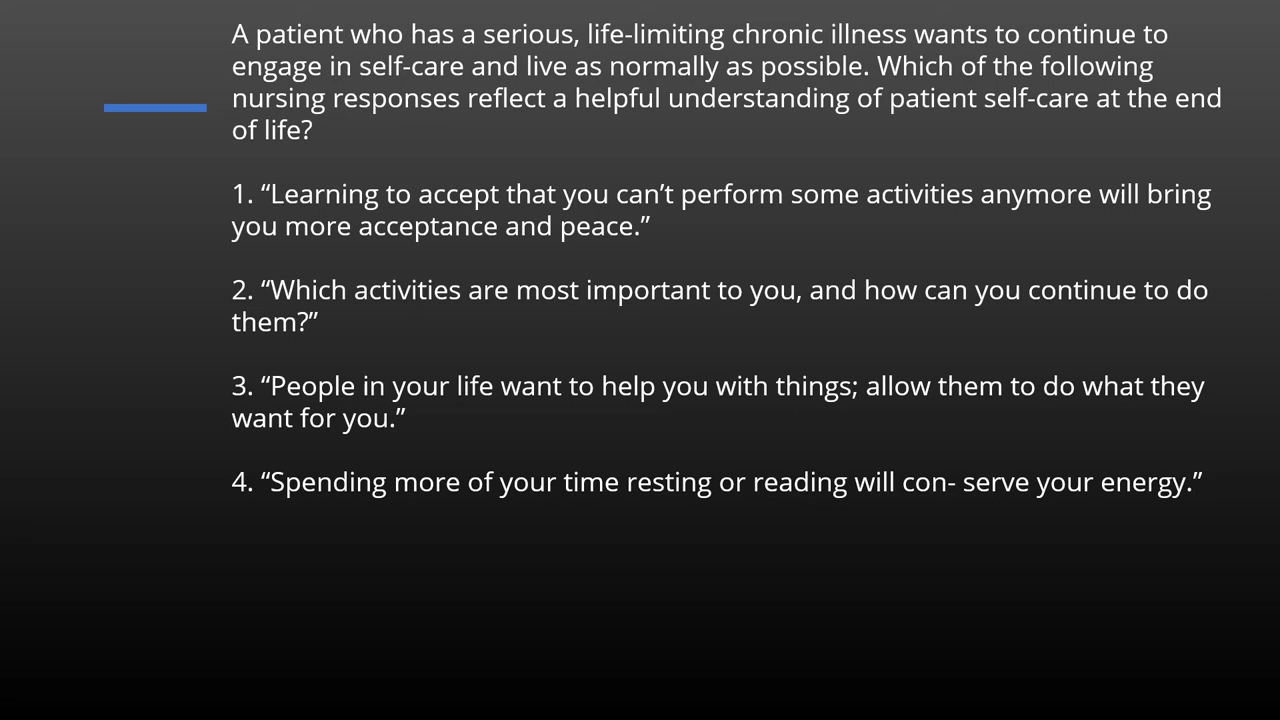 A patient who has a serious, life-limiting chronic illness wants to continue to
engage in self-care and live as normally as possible. Which of the following
nursing responses reflect a helpful understanding of patient self-care at the end
of life?
1. “Learning to accept that you can’t perform some activities anymore will bring
you more acceptance and peace.”
2. “Which activities are most important to you, and how can you continue to do
them?”
3. “People in your life want to help you with things; allow them to do what they
want for you.”
4. “Spending more of your time resting or reading will con- serve your energy.”